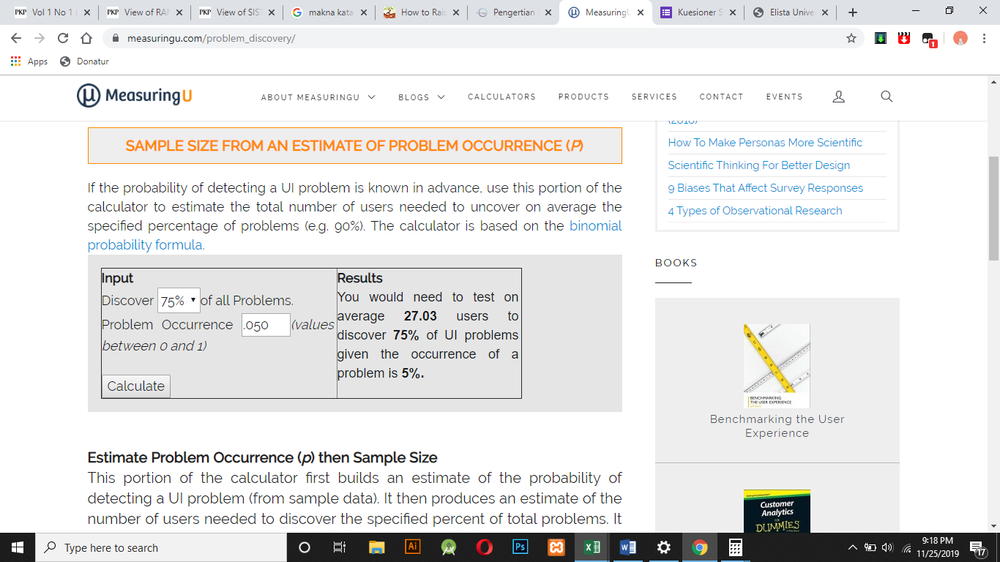 PKP Vol 1 No 1
PKP View of RAN
PKP View of SIS
makna kata
How to Rais
Pengertian
MeasuringU
Kuesioner S
Elista Unive
measuringu.com/problem_discovery/
1
Apps
Donatur
MeasuringU
ABOUT MEASURINGU
BLOGS
CALCULATORS
PRODUCTS
SERVICES
CONTACT
EVENTS
SAMPLE SIZE FROM AN ESTIMATE OF PROBLEM OCCURRENCE (P)
If the probability of detecting a UI problem is known in advance, use this portion of the
calculator to estimate the total number of users needed to uncover on average the
specified percentage of problems (e.g. 90%). The calculator is based on the binomial
probability formula.
Input
Discover 75% of all Problems.
Problem Occurrence .050 (values
between 0 and 1)
Calculate
Results
You would need to test on
average 27.03 users to
discover 75% of UI problems
given the occurrence of a
problem is 5%.
Estimate Problem Occurrence (p) then Sample Size
This portion of the calculator first builds an estimate of the probability of
detecting a UI problem (from sample data). It then produces an estimate of the
number of users needed to discover the specified percent of total problems. It
(2018)
How To Make Personas More Scientific
Scientific Thinking For Better Design
9 Biases That Affect Survey Responses
4 Types of Observational Research
BOOKS
BENCHMARKING
THE USER EXPERIENCE
Benchmarking the User
Experience
Customer
Analytics
FOR
DUMMIES
Type here to search
Ai
Ps
9:18 PM
11/25/2019
17